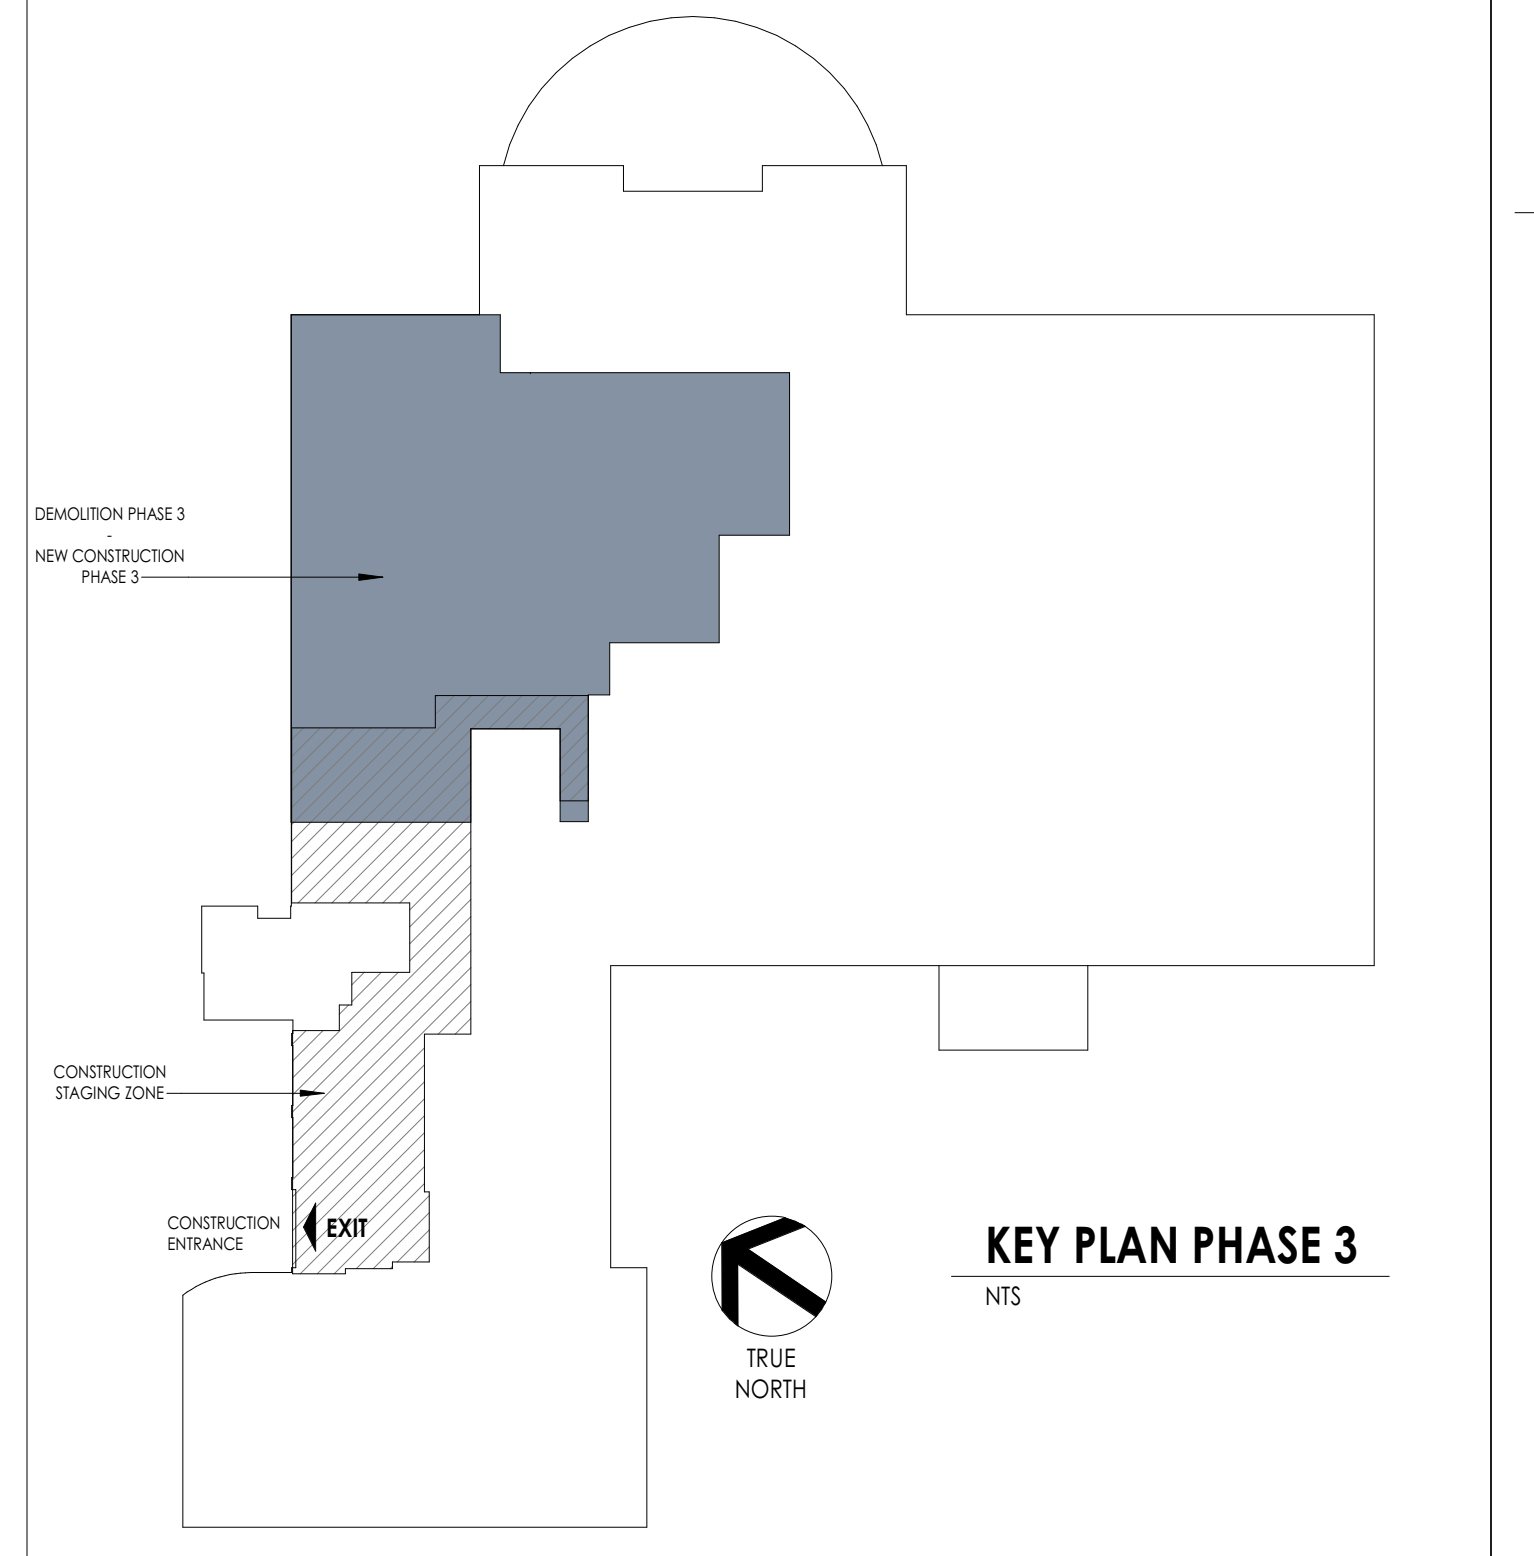 DEMOLITION PHASE 3
-
NEW CONSTRUCTION
PHASE 3
CONSTRUCTION
STAGING ZONE
CONSTRUCTION
ENTRANCE
EXIT
TRUE
NORTH
KEY PLAN PHASE 3
NTS